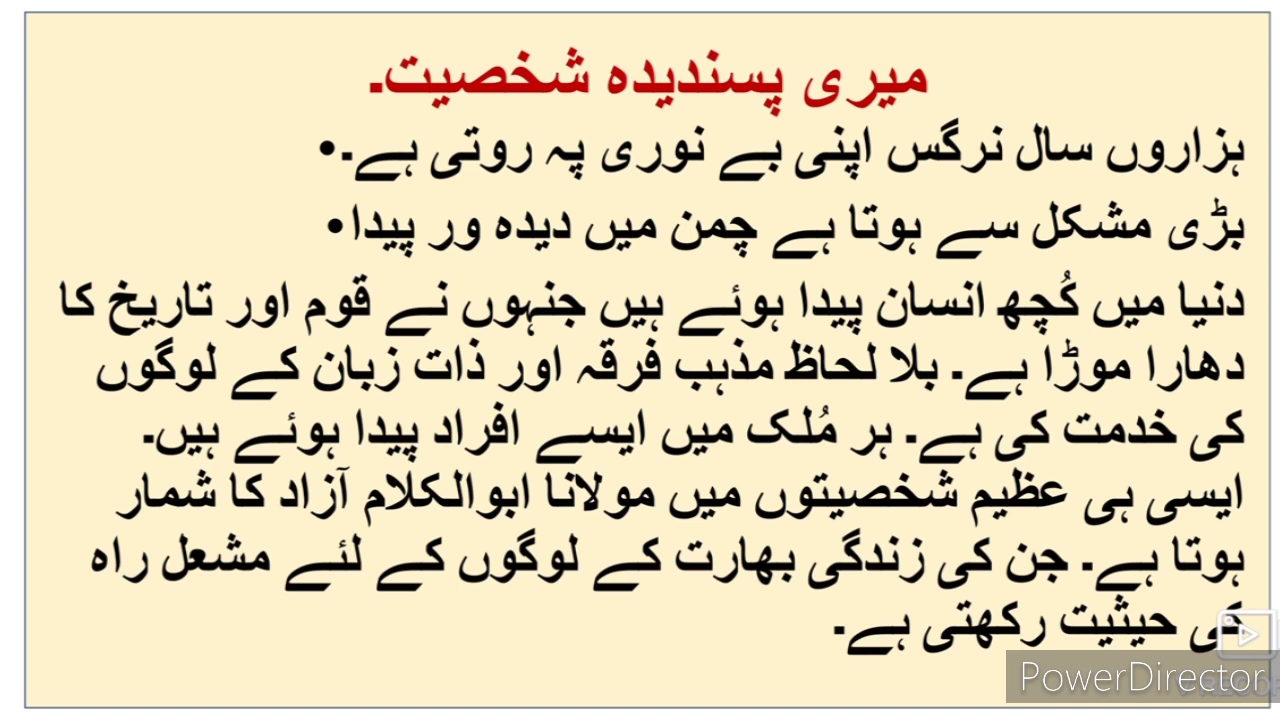 میری پسندیدہ شخصیت۔
ہزاروں سال نرگس اپنی بے نوری پہ روتی ہے۔•
بڑی مشکل سے ہوتا ہے چمن میں دیدہ ور پیدا•
دنیا میں کُچھ انسان پیدا ہوئے ہیں جنہوں نے قوم اور تاریخ کا
دھارا موڑا ہے۔ بلا لحاظ مذہب فرقہ اور ذات زبان کے لوگوں
کی خدمت کی ہے۔ ہر مُلک میں ایسے افراد پیدا ہوئے ہیں۔
ایسی ہی عظیم شخصیتوں میں مولانا ابوالکلام آزاد کا شمار
ہوتا ہے۔ جن کی زندگی بھارت کے لوگوں کے لئے مشعل راہ
کی حیثیت رکھتی ہے۔
PowerDirector